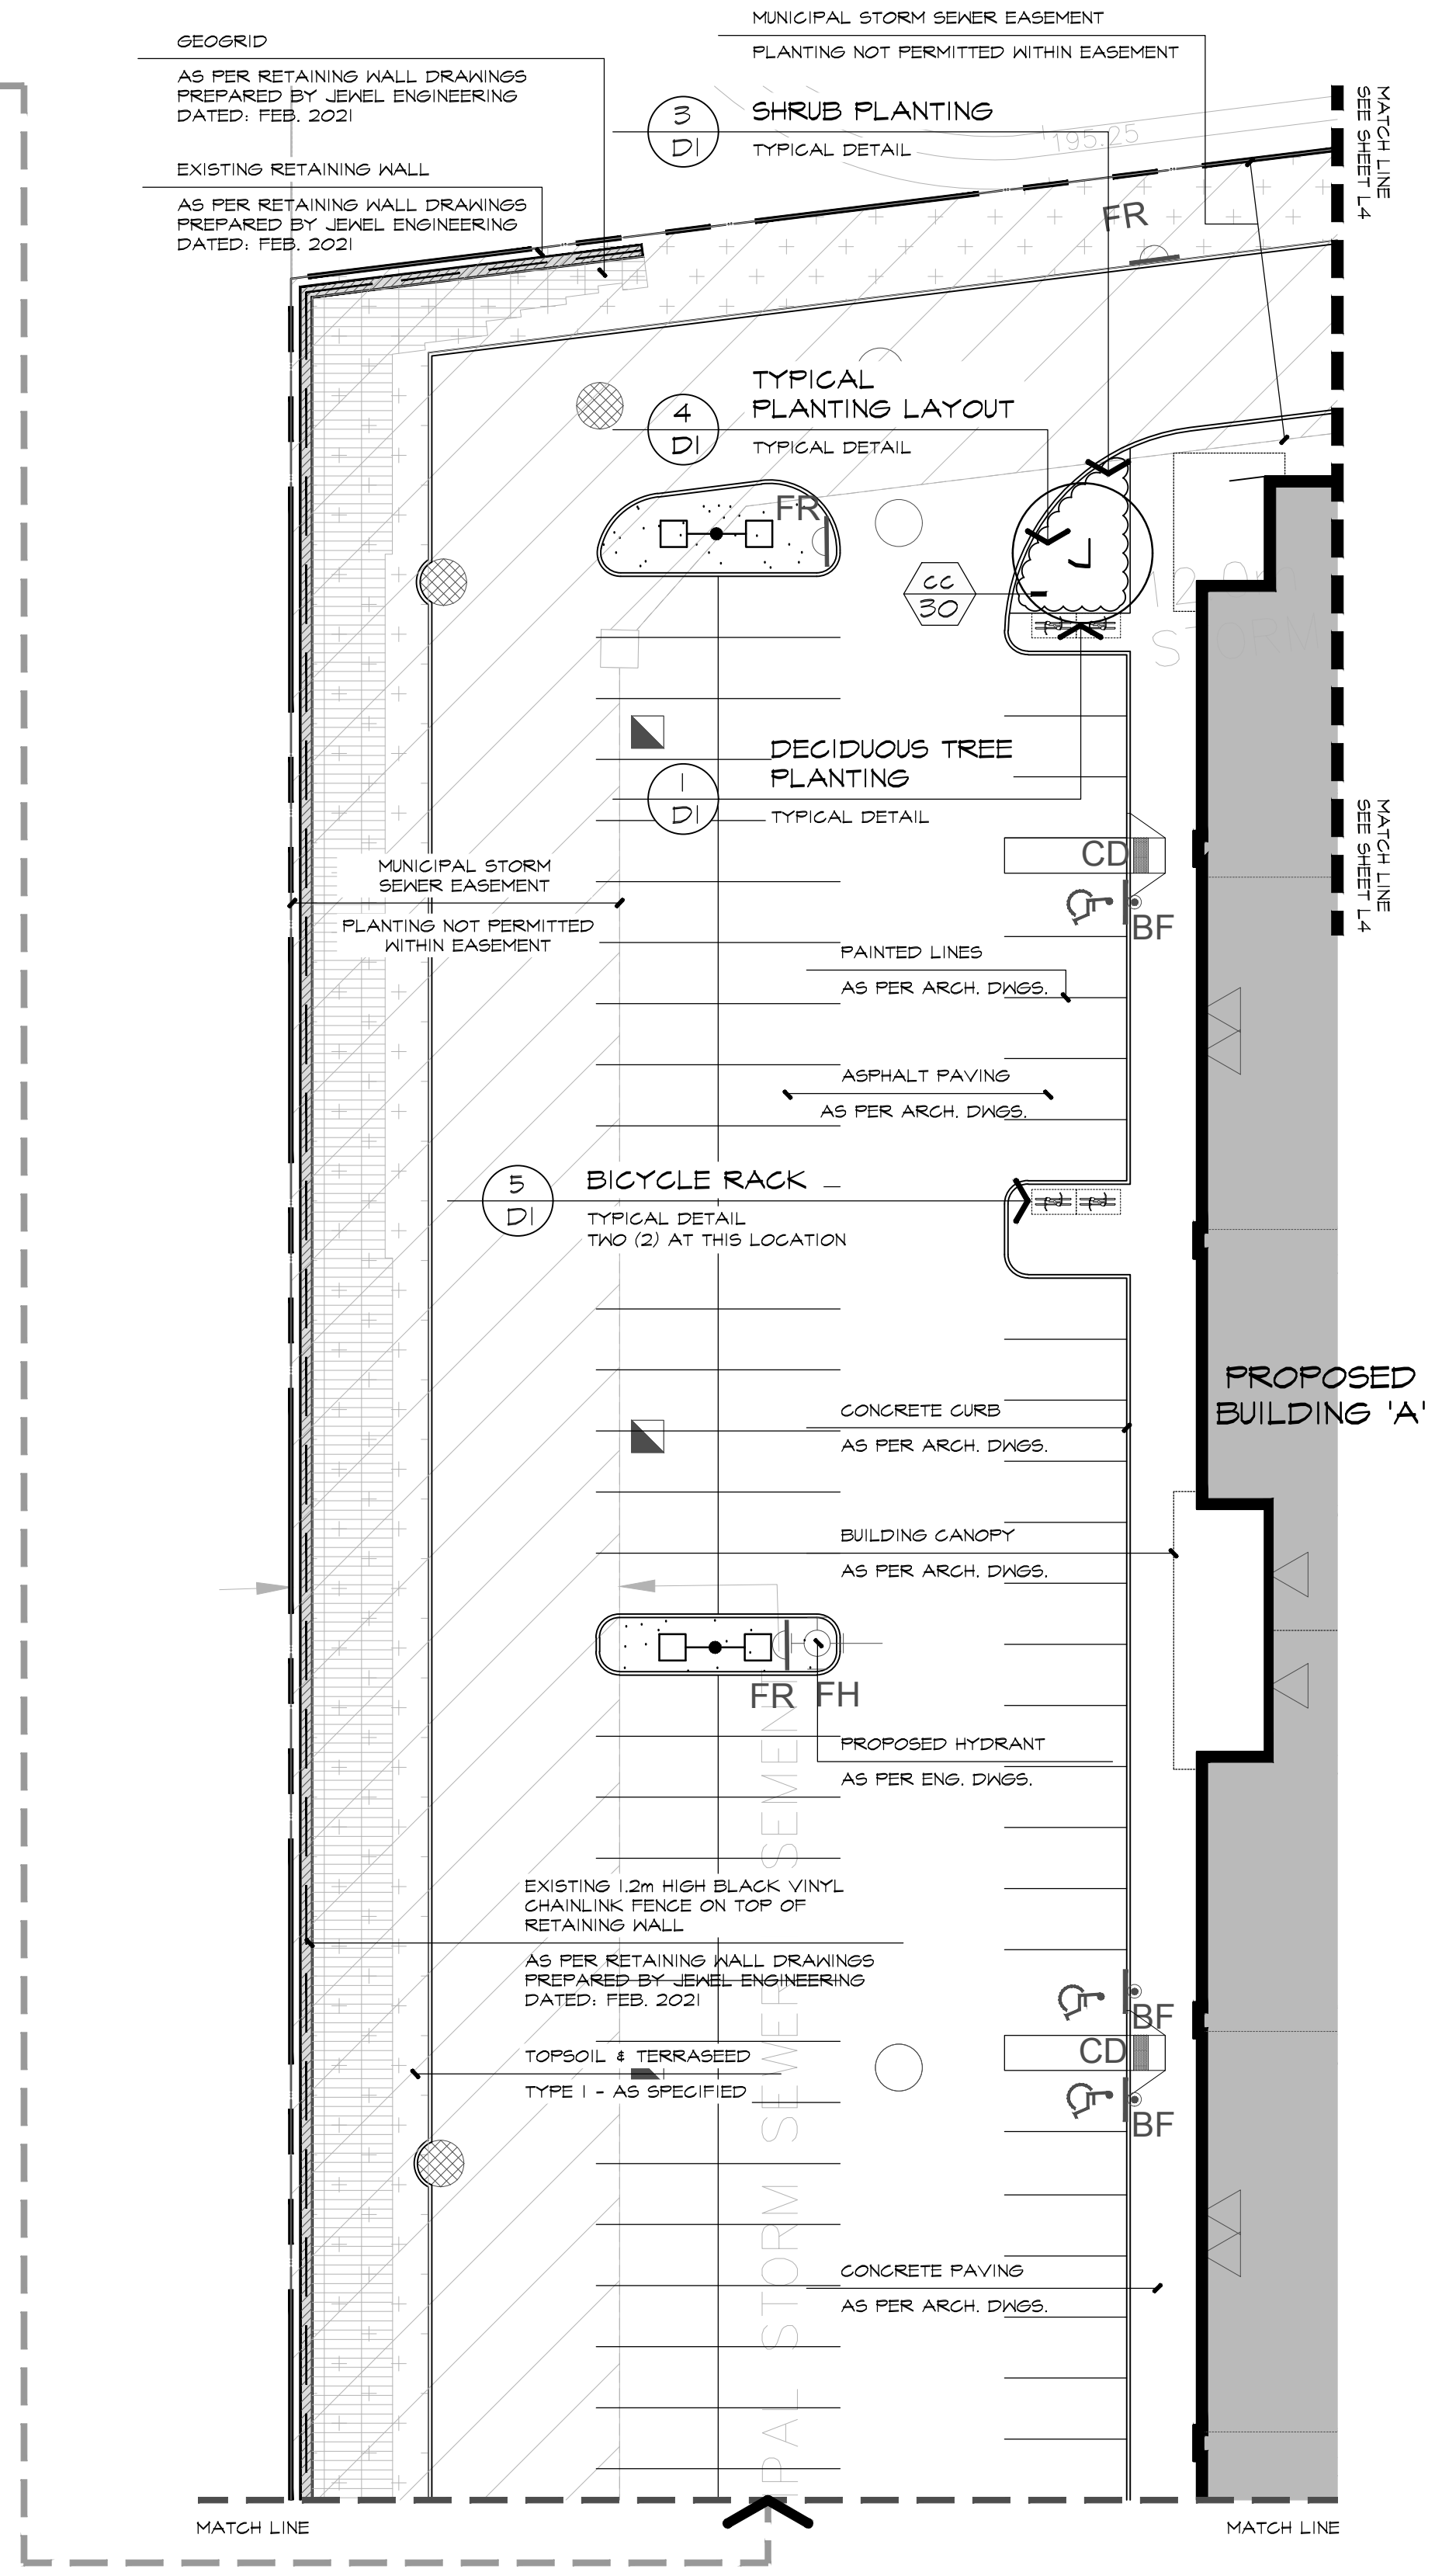 MUNICIPAL STORM SEWER EASEMENT
PLANTING NOT PERMITTED WITHIN EASEMENT
GEOGRID
AS PER RETAINING WALL DRAWINGS
PREPARED BY JEWEL ENGINEERING
DATED: FEB. 2021
EXISTING RETAINING WALL
AS PER RETAINING WALL DRAWINGS
PREPARED BY JEWEL ENGINEERING
DATED: FEB. 2021
3
D1
SHRUB PLANTING
TYPICAL DETAIL
195.25
MATCH LINE
SEE SHEET L4
FR
4
D1
TYPICAL
PLANTING LAYOUT
TYPICAL DETAIL
FR
CC
30
12.0m
STORM
1
D1
DECIDUOUS TREE
PLANTING
TYPICAL DETAIL
MATCH LINE
SEE SHEET L4
CD
BF
MUNICIPAL STORM
SEWER EASEMENT
PLANTING NOT PERMITTED
WITHIN EASEMENT
PAINTED LINES
AS PER ARCH. DWGS.
ASPHALT PAVING
AS PER ARCH. DWGS.
5
D1
BICYCLE RACK
TYPICAL DETAIL
TWO (2) AT THIS LOCATION
PROPOSED
BUILDING 'A'
CONCRETE CURB
AS PER ARCH. DWGS.
BUILDING CANOPY
AS PER ARCH. DWGS.
FR FH
PROPOSED HYDRANT
AS PER ENG. DWGS.
EXISTING 1.2m HIGH BLACK VINYL
CHAINLINK FENCE ON TOP OF
RETAINING WALL
AS PER RETAINING WALL DRAWINGS
PREPARED BY JEWEL ENGINEERING
DATED: FEB. 2021
BF
CD
BF
TOPSOIL & TERRASEED
TYPE 1 - AS SPECIFIED
CONCRETE PAVING
AS PER ARCH. DWGS.
IPAL STORM SEWER SEMENT
MATCH LINE
MATCH LINE